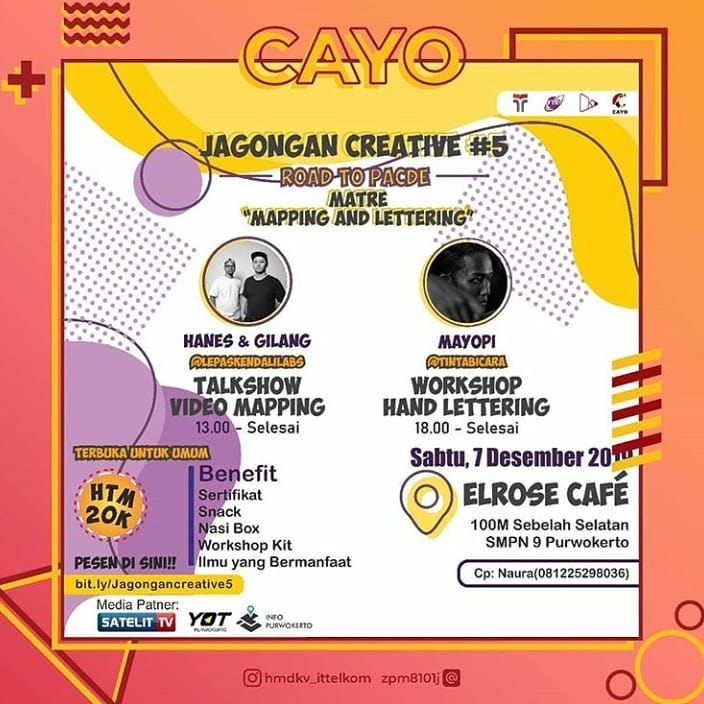 CAYO
CAYO
JAGONGAN CREATIVE #5
ROAD TO PACDE
MATRE
"MAPPING AND LETTERING"
HANES & GILANG
@LEPASKENDALILABS
TALKSHOW
VIDEO MAPPING
13.00 - Selesai
MAYOPI
@TINTABICARA
WORKSHOP
HAND LETTERING
18.00 - Selesai
TERBUKA UNTUK UMUM
HTM
20K
PESEN DI SINI!!
bit.ly/Jagongancreative5
Benefit
Sertifikat
Snack
Nasi Box
Workshop Kit
Ilmu yang Bermanfaat
Sabtu, 7 Desember
ELROSE CAFÉ
100M Sebelah Selatan
SMPN 9 Purwokerto
Cp: Naura(081225298036)
Media Patner:
SATELIT TV
YOT
PURWOKERTO
INFO
PURWOKERTO
hmdkv_ittelkom zpm8101j